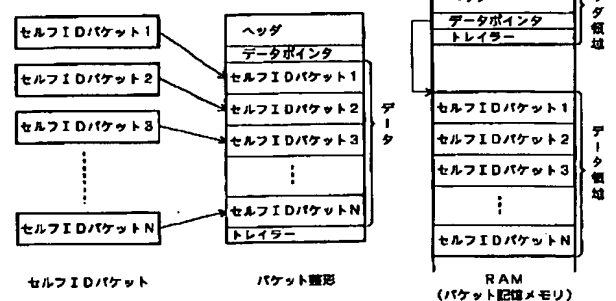 セルフIDパケット1
セルフIDパケット2
セルフIDパケット3
セルフIDパケットN
セルフIDパケット
ヘッダ
データポインタ
セルフIDパケット1
セルフIDパケット2
セルフIDパケット3
セルフIDパケットN
トレイラー
データ
パケット整形
データポインタ
トレイラー
ダ領域
セルフIDパケット1
セルフIDパケット2
セルフIDパケット3
セルフIDパケットN
データ領域
RAM
(パケット記憶メモリ)